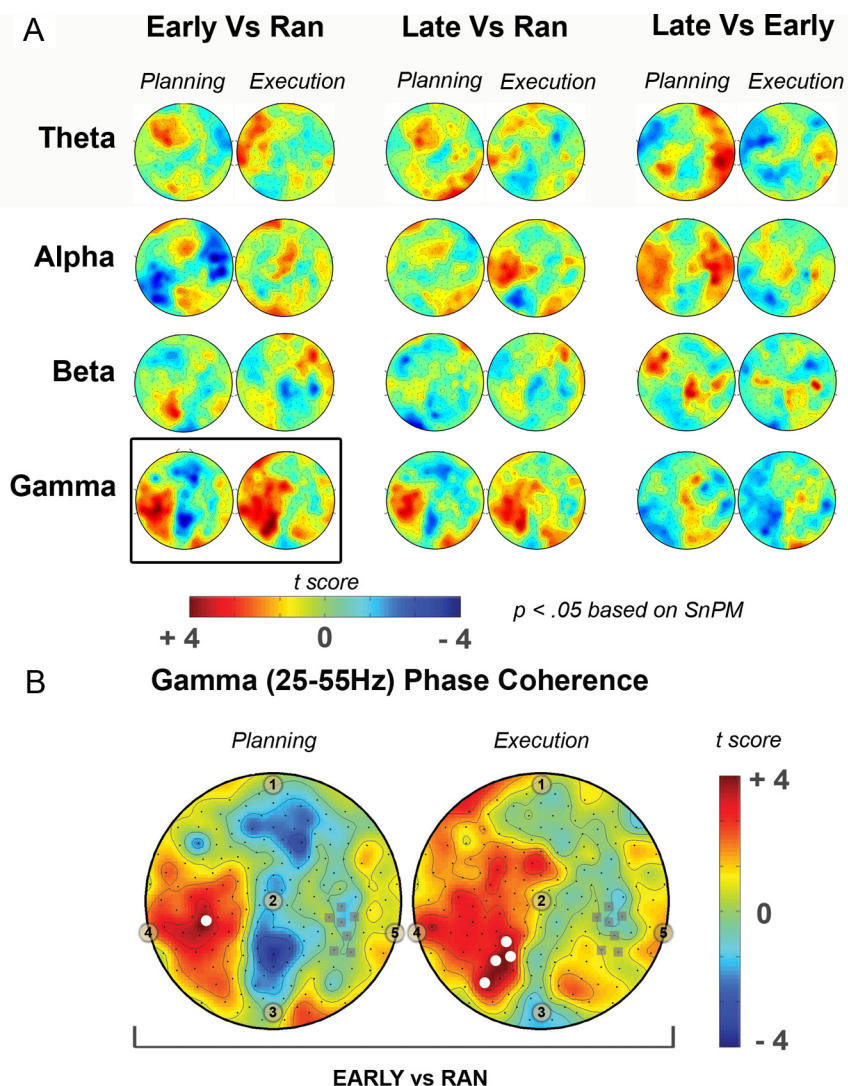 A
Early Vs Ran Late Vs Ran Late Vs Early
Planning Execution Planning Execution Planning Execution
Theta
Alpha
Beta
Gamma
t score
+ 4 0 - 4
p < .05 based on SnPM
B Gamma (25-55Hz) Phase Coherence
Planning Execution t score
1 1 + 4
2 2 0
4 5 4 5
3 3 - 4
EARLY vs RAN